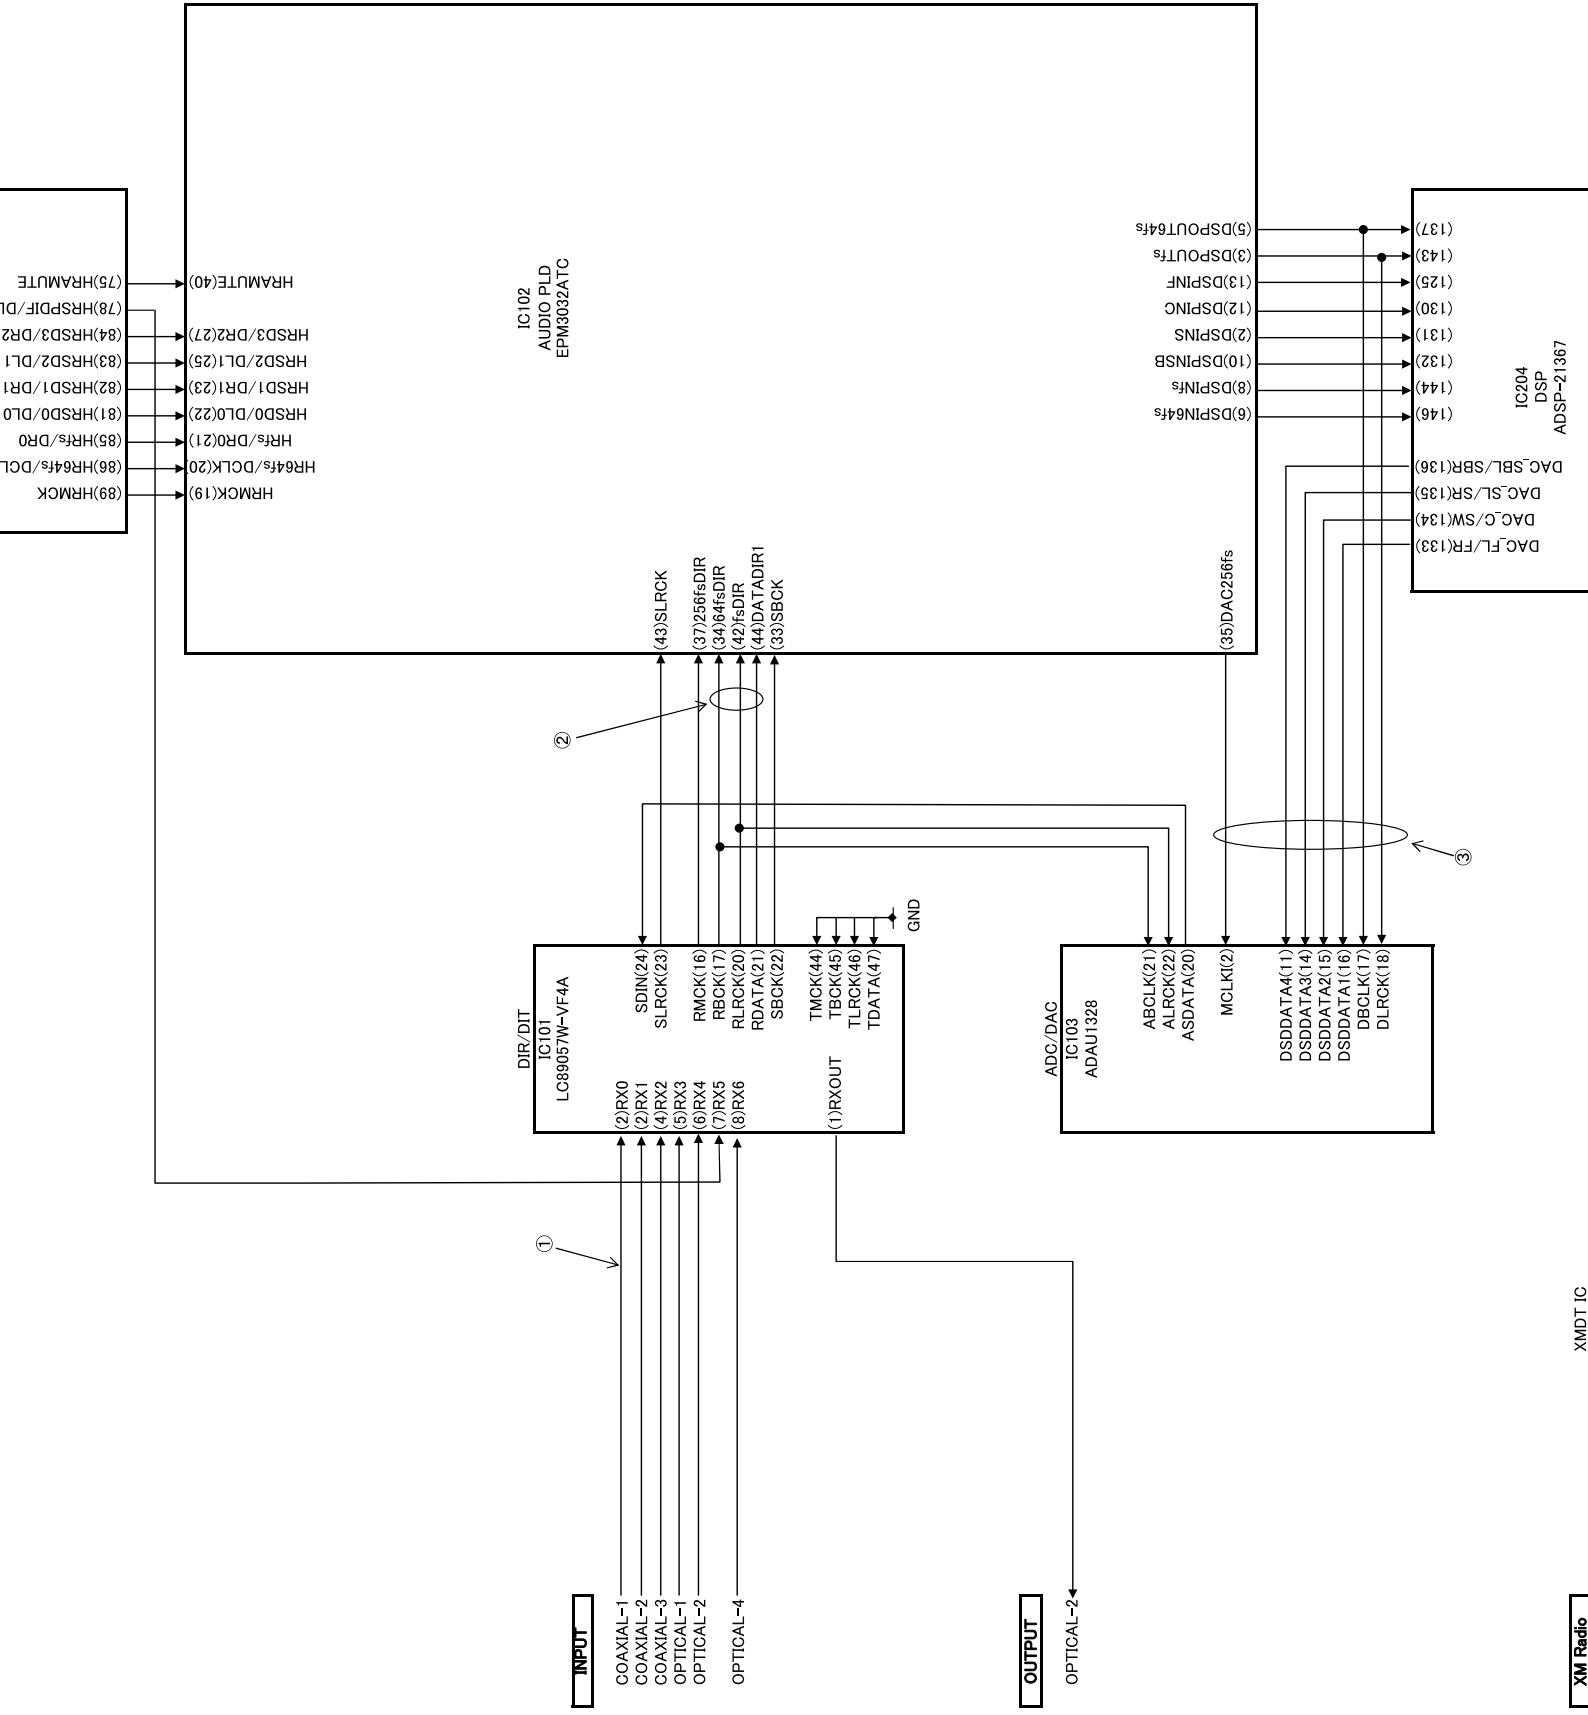 (75)HRAMUTE
(78)HRSPDIF/DL
(84)HRSD3/DR2
(83)HRSD2/DL1
(82)HRSD1/DR1
(81)HRSD0/DL0
(85)HRfs/DR0
(86)HR64fs/DCL
(89)HRMCK
HRAMUTE(40)
HRSD3/DR2(27)
HRSD2/DL1(25)
HRSD1/DR1(23)
HRSD0/DL0(22)
HRfs/DR0(21)
HR64fs/DCLK(20)
HRMCK(19)
IC102
AUDIO PLD
EPM3032ATC
(5)DSPOUT64fs
(3)DSPOUTfs
(13)DSPINF
(12)DSPINC
(2)DSPINS
(10)DSPINSB
(8)DSPINfs
(6)DSPIN64fs
(137)
(143)
(125)
(130)
(131)
(132)
(144)
(146)
DAC_SBL/SBR(136)
DAC_SL/SR(135)
DAC_C/SW(134)
DAC_FL/FR(133)
IC204
DSP
ADSP-21367
(43)SLRCK
(37)256fsDIR
(34)64fsDIR
(42)fsDIR
(44)DATADIR1
(33)SBCK
(35)DAC256fs
②
③
GND
DIR/DIT
IC101
LC89057W-VF4A
SDIN(24)
SLRCK(23)
RMCK(16)
RBCK(17)
RLRCK(20)
RDATA(21)
SBCK(22)
TMCK(44)
TBCK(45)
TLRCK(46)
TDATA(47)
(2)RX0
(2)RX1
(4)RX2
(5)RX3
(6)RX4
(7)RX5
(8)RX6
(1)RXOUT
ADC/DAC
IC103
ADAU1328
ABCLK(21)
ALRCK(22)
ASDATA(20)
MCLKI(2)
DSDDATA4(11)
DSDDATA3(14)
DSDDATA2(15)
DSDDATA1(16)
DBCLK(17)
DLRCK(18)
①
XMDT IC
INPUT
COAXIAL-1
COAXIAL-2
COAXIAL-3
OPTICAL-1
OPTICAL-2
OPTICAL-4
OUTPUT
OPTICAL-2
XM Radio